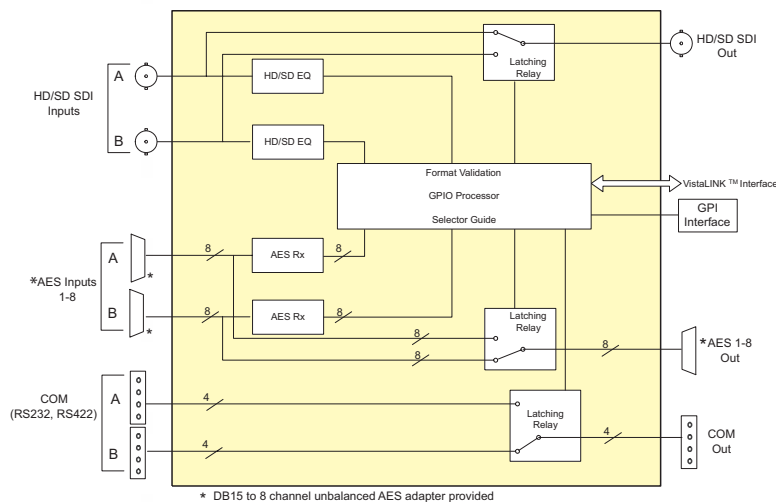 HD/SD SDI
Inputs
A
B
HD/SD EQ
HD/SD EQ
Latching
Relay
HD/SD SDI
Out
Format Validation
GPIO Processor
Selector Guide
VistaLINK ™ Interface
GPI
Interface
*AES Inputs
1-8
A
*
B
*
8
AES Rx
8
8
AES Rx
8
8
8
Latching
Relay
8
*AES 1-8
Out
COM
(RS232, RS422)
A
B
4
4
Latching
Relay
4
COM
Out
* DB15 to 8 channel unbalanced AES adapter provided